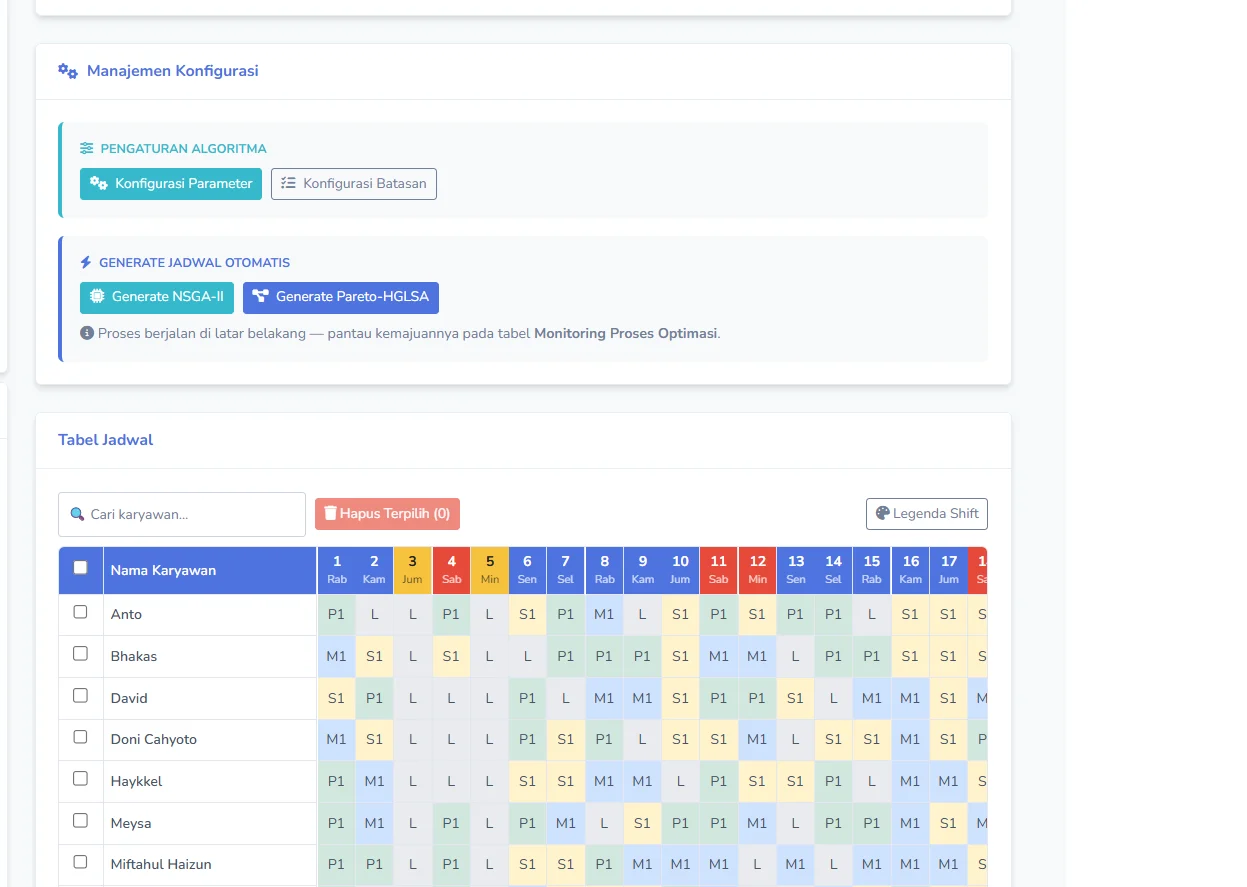 Manajemen Konfigurasi
PENGATURAN ALGORITMA
Konfigurasi Parameter Konfigurasi Batasan
GENERATE JADWAL OTOMATIS
Generate NSGA-II Generate Pareto-HGLSA
Proses berjalan di latar belakang — pantau kemajuannya pada tabel Monitoring Proses Optimasi.
Tabel Jadwal
Cari karyawan... Hapus Terpilih (0) Legenda Shift
Nama Karyawan 1 2 3 4 5 6 7 8 9 10 11 12 13 14 15 16 17
Rab Kam Jum Sab Min Sen Sel Rab Kam Jum Sab Min Sen Sel Rab Kam Jum
Anto P1 L L P1 L S1 P1 M1 L S1 P1 S1 P1 P1 L S1 S1 S
Bhakas M1 S1 L S1 L L P1 P1 P1 S1 M1 M1 L P1 P1 S1 S1 S
David S1 P1 L L L P1 L M1 M1 S1 P1 P1 S1 L M1 M1 S1 M
Doni Cahyoto M1 S1 L L L P1 S1 P1 L S1 S1 M1 L S1 S1 M1 S1 P
Haykkel P1 M1 L L L S1 S1 M1 M1 L P1 S1 S1 P1 L M1 M1 S
Meysa P1 M1 L P1 L P1 M1 L S1 P1 P1 M1 L P1 P1 M1 S1 M
Miftahul Haizun P1 P1 L P1 L S1 S1 P1 M1 M1 M1 L M1 L M1 M1 M1 S